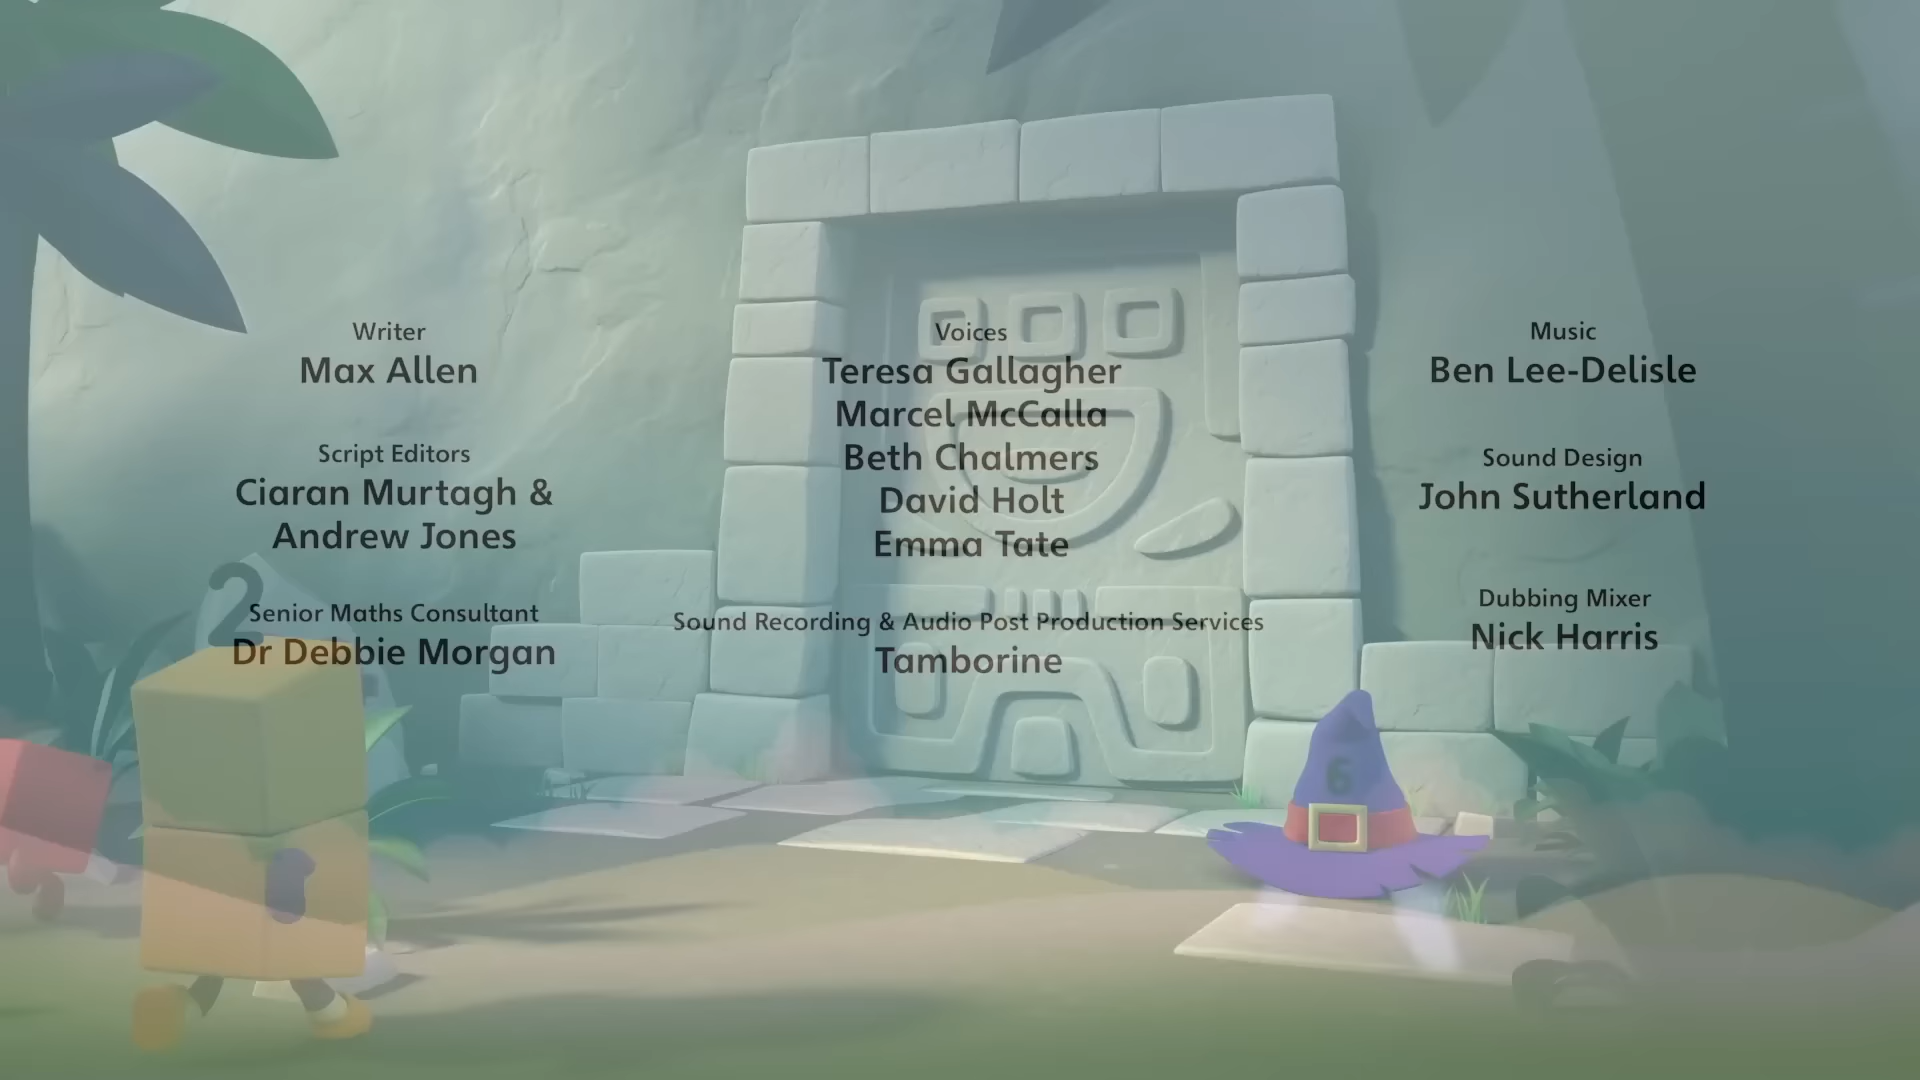 Writer
Max Allen
Script Editors
Ciaran Murtagh &
Andrew Jones
Senior Maths Consultant
Dr Debbie Morgan
Voices
Teresa Gallagher
Marcel McCalla
Beth Chalmers
David Holt
Emma Tate
Sound Recording & Audio Post Production Services
Tamborine
Music
Ben Lee-Delisle
Sound Design
John Sutherland
Dubbing Mixer
Nick Harris
2
6